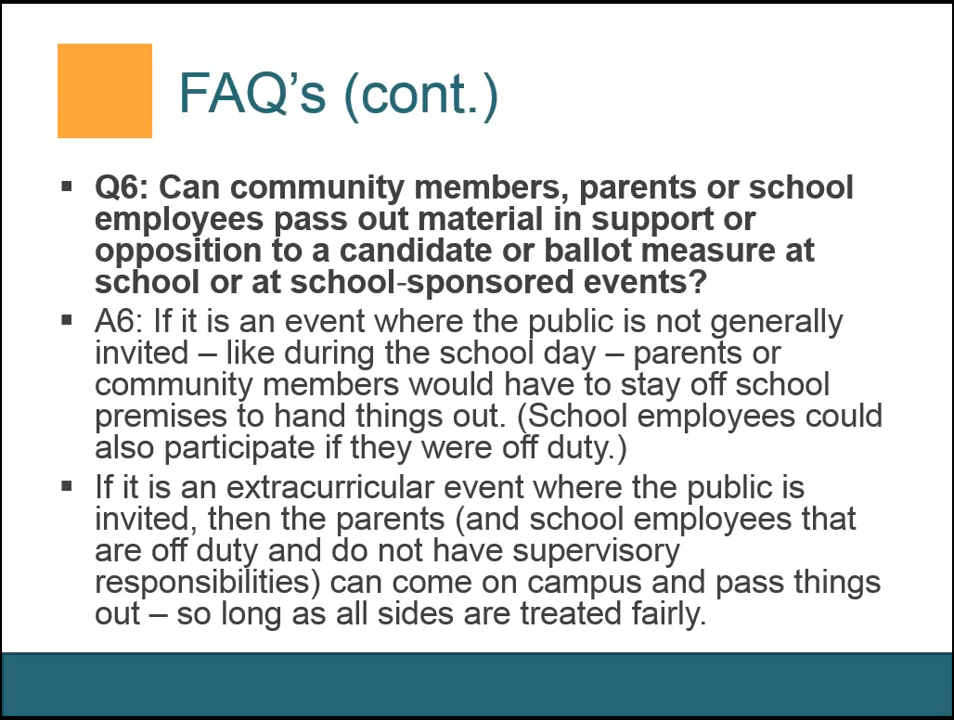 FAQ’s (cont.)
▪ Q6: Can community members, parents or school
employees pass out material in support or
opposition to a candidate or ballot measure at
school or at school-sponsored events?
▪ A6: If it is an event where the public is not generally
invited – like during the school day – parents or
community members would have to stay off school
premises to hand things out. (School employees could
also participate if they were off duty.)
▪ If it is an extracurricular event where the public is
invited, then the parents (and school employees that
are off duty and do not have supervisory
responsibilities) can come on campus and pass things
out – so long as all sides are treated fairly.